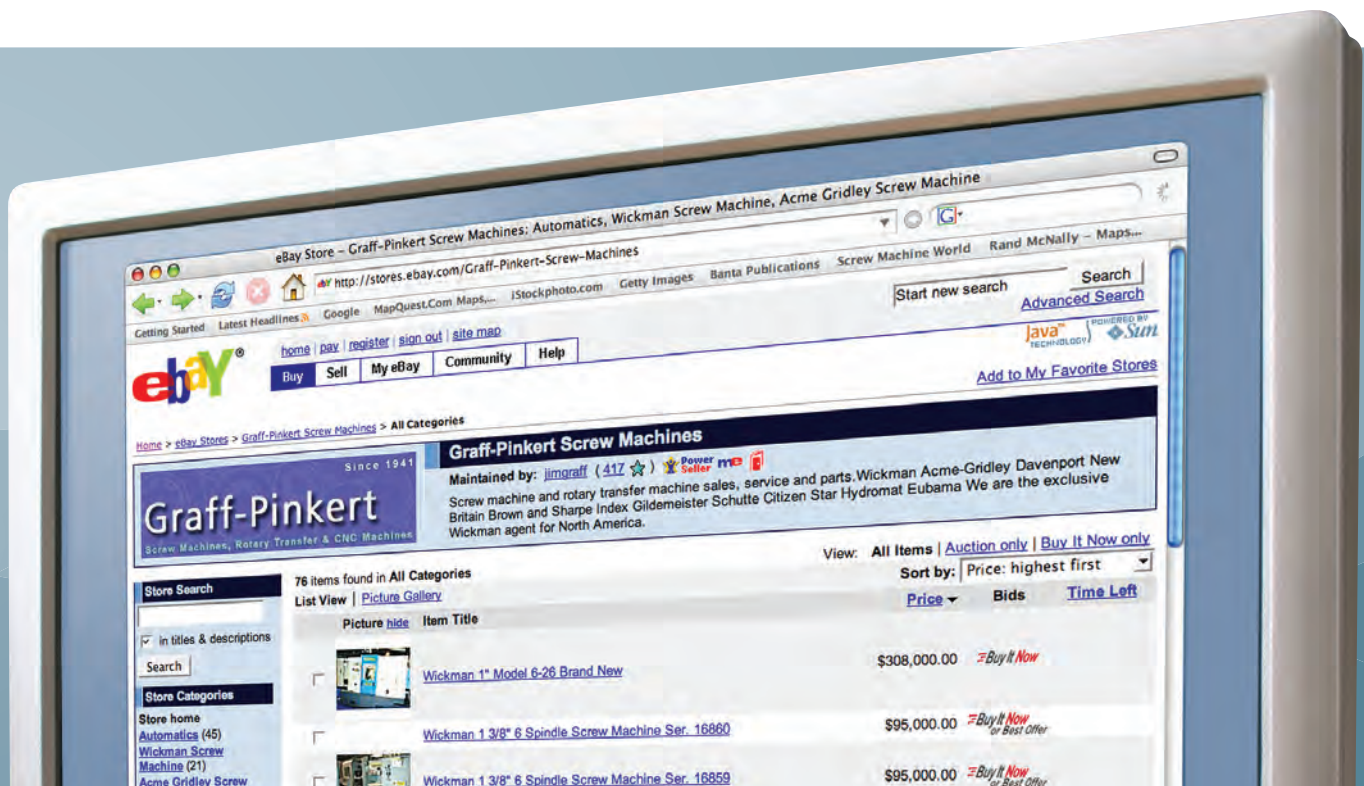 eBay Store – Graff-Pinkert Screw Machines: Automatics, Wickman Screw Machine, Acme Gridley Screw Machine
http://stores.ebay.com/Graff-Pinkert-Screw-Machines
G
Getting Started Latest Headlines Google MapQuest.Com Maps,... iStockphoto.com Getty Images Banta Publications Screw Machine World Rand McNally – Maps...
Start new search Search
Advanced Search
ebaY® home | pay | register | sign out | site map
Java™ TECHNOLOGY POWERED BY Sun
Buy Sell My eBay Community Help
Add to My Favorite Stores
Home > eBay Stores > Graff-Pinkert Screw Machines > All Categories
Since 1941
Graff-Pinkert
Screw Machines, Rotary Transfer & CNC Machines
Graff-Pinkert Screw Machines
Maintained by: jimgraff ( 417 ) Power Seller me
Screw machine and rotary transfer machine sales, service and parts.Wickman Acme-Gridley Davenport New
Britain Brown and Sharpe Index Gildemeister Schutte Citizen Star Hydromat Eubama We are the exclusive
Wickman agent for North America.
View: All Items | Auction only | Buy It Now only
Sort by: Price: highest first
Store Search
in titles & descriptions
Search
Store Categories
Store home
Automatics (45)
Wickman Screw
Machine (21)
Acme Gridley Screw
76 items found in All Categories
List View | Picture Gallery
Picture hide Item Title Price Bids Time Left
Wickman 1" Model 6-26 Brand New $308,000.00 Buy It Now
Wickman 1 3/8" 6 Spindle Screw Machine Ser. 16860 $95,000.00 Buy It Now
or Best Offer
Wickman 1 3/8" 6 Spindle Screw Machine Ser. 16859 $95,000.00 Buy It Now
or Best Offer